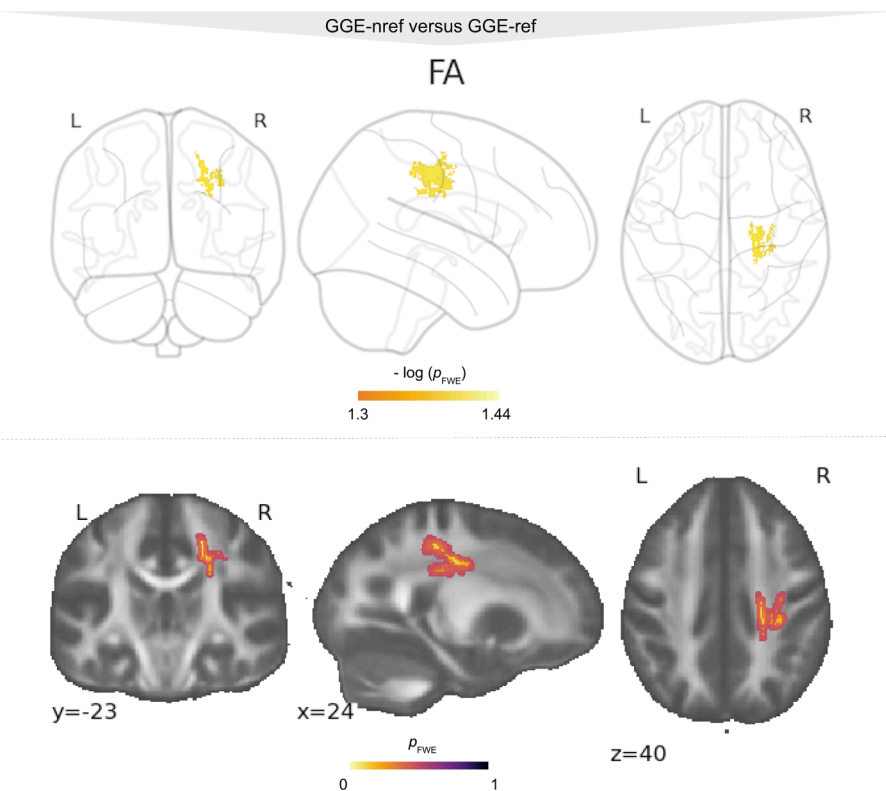 GGE-nref versus GGE-ref
FA
L R
L R
- log (pFWE)
1.3 1.44
L R
L R
y=-23
x=24
z=40
pFWE
0 1